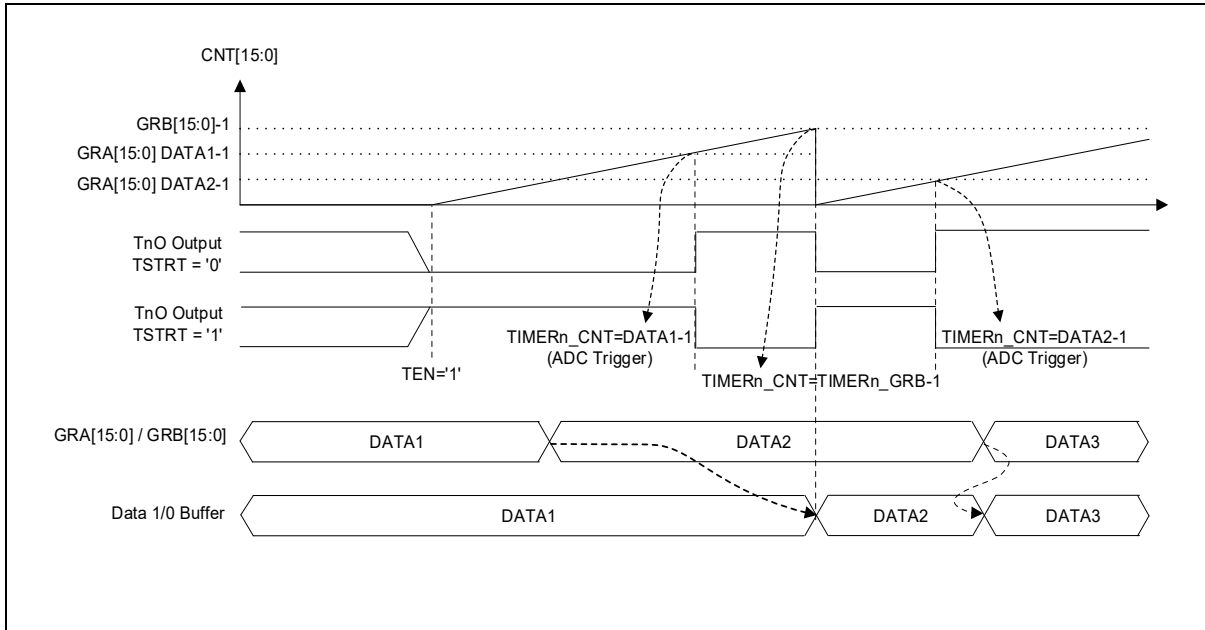 CNT[15:0]
GRB[15:0]-1
GRA[15:0] DATA1-1
GRA[15:0] DATA2-1
TnO Output
TSTRT = '0'
TnO Output
TSTRT = '1'
TIMERn_CNT=DATA1-1
(ADC Trigger)
TIMERn_CNT=DATA2-1
(ADC Trigger)
TEN='1'
TIMERn_CNT=TIMERn_GRB-1
GRA[15:0] / GRB[15:0]
DATA1
DATA2
DATA3
Data 1/0 Buffer
DATA1
DATA2
DATA3